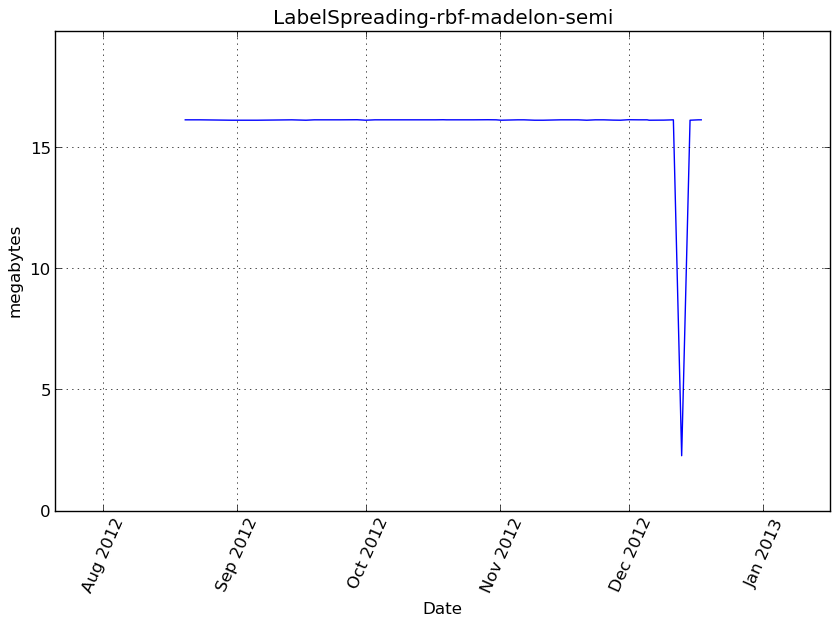 LabelSpreading-rbf-madelon-semi
megabytes
15
10
5
0
Aug 2012
Sep 2012
Oct 2012
Nov 2012
Dec 2012
Jan 2013
Date